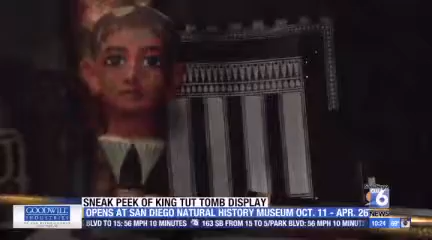 SNEAK PEEK OF KING TUT TOMB DISPLAY
GOODWILL
INDUSTRIES
OPENS AT SAN DIEGO NATURAL HISTORY MUSEUM OCT. 11 - APR. 26
6
NEWS
10:24
BLVD TO 15: 56 MPH 10 MINUTES
163 SB FROM 15 TO 5/PARK BLVD: 56 MPH 10 MINUT